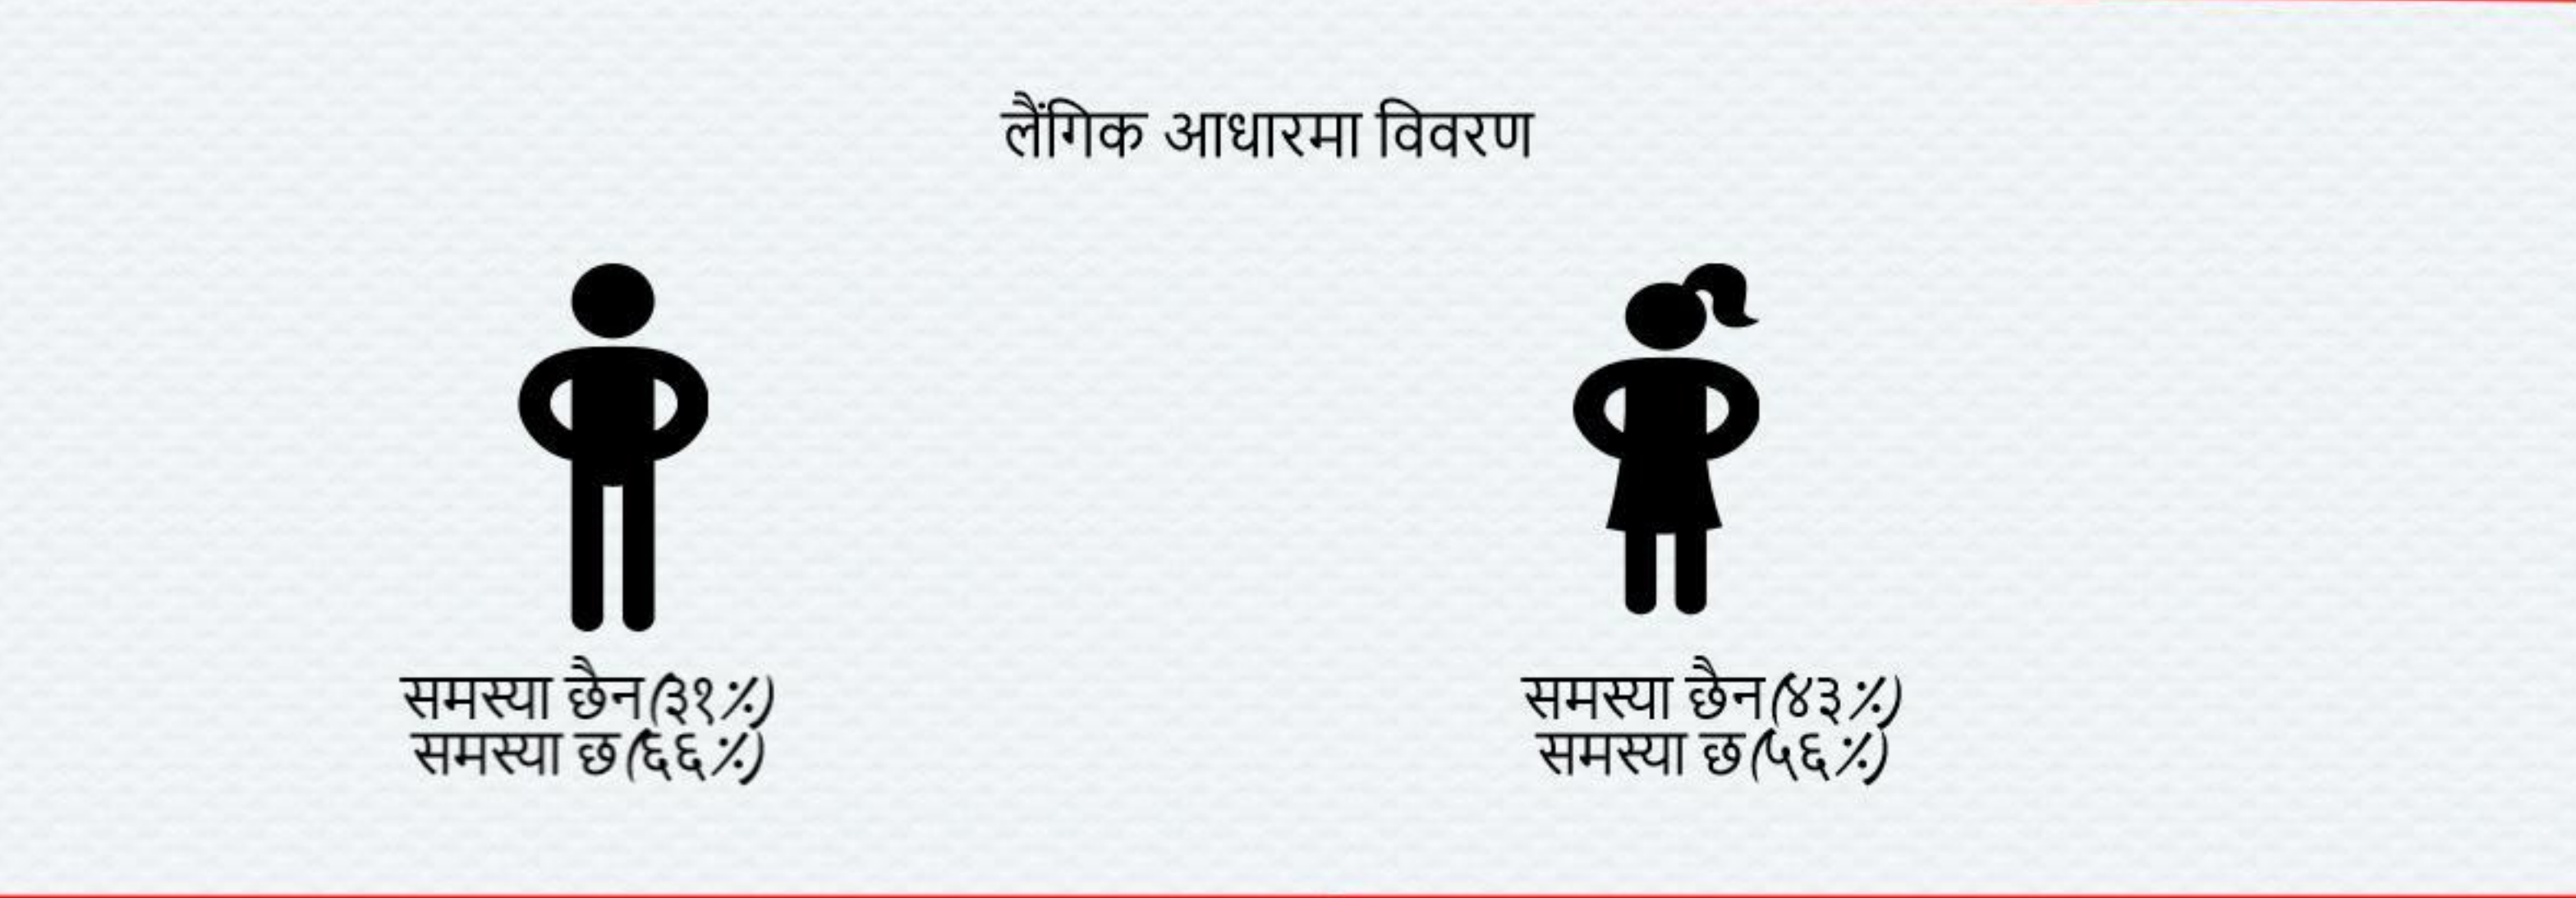 लैंगिक आधारमा विवरण
समस्या छैन(३१%)
समस्या छ(६६%)
समस्या छैन(४३%)
समस्या छ(५६%)